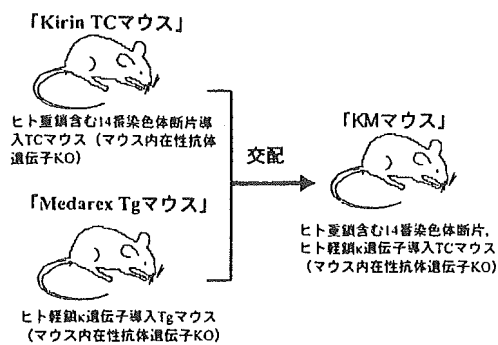 「Kirin TCマウス」
ヒト重鎖含む14番染色体断片導
入TCマウス（マウス内在性抗体
遺伝子KO）
「Medarex Tgマウス」
ヒト軽鎖κ遺伝子導入Tgマウス
（マウス内在性抗体遺伝子KO）
交配
「KMマウス」
ヒト重鎖含む14番染色体断片,
ヒト軽鎖κ遺伝子導入TCマウス
（マウス内在性抗体遺伝子KO）